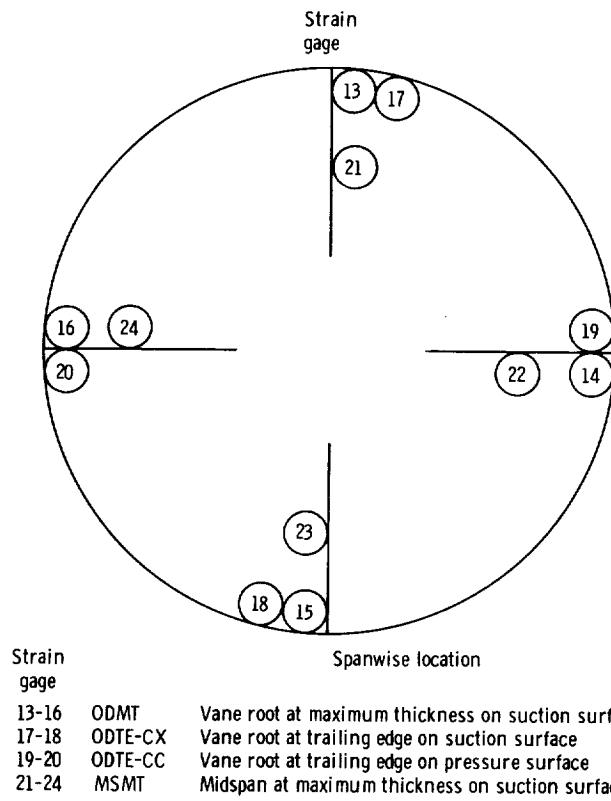 Strain
gage
13 17
21
16 24 19
20 22 14
23
18 15
Strain
gage
Spanwise location
13-16 ODMT Vane root at maximum thickness on suction surf
17-18 ODTE-CX Vane root at trailing edge on suction surface
19-20 ODTE-CC Vane root at trailing edge on pressure surface
21-24 MSMT Midspan at maximum thickness on suction surfa